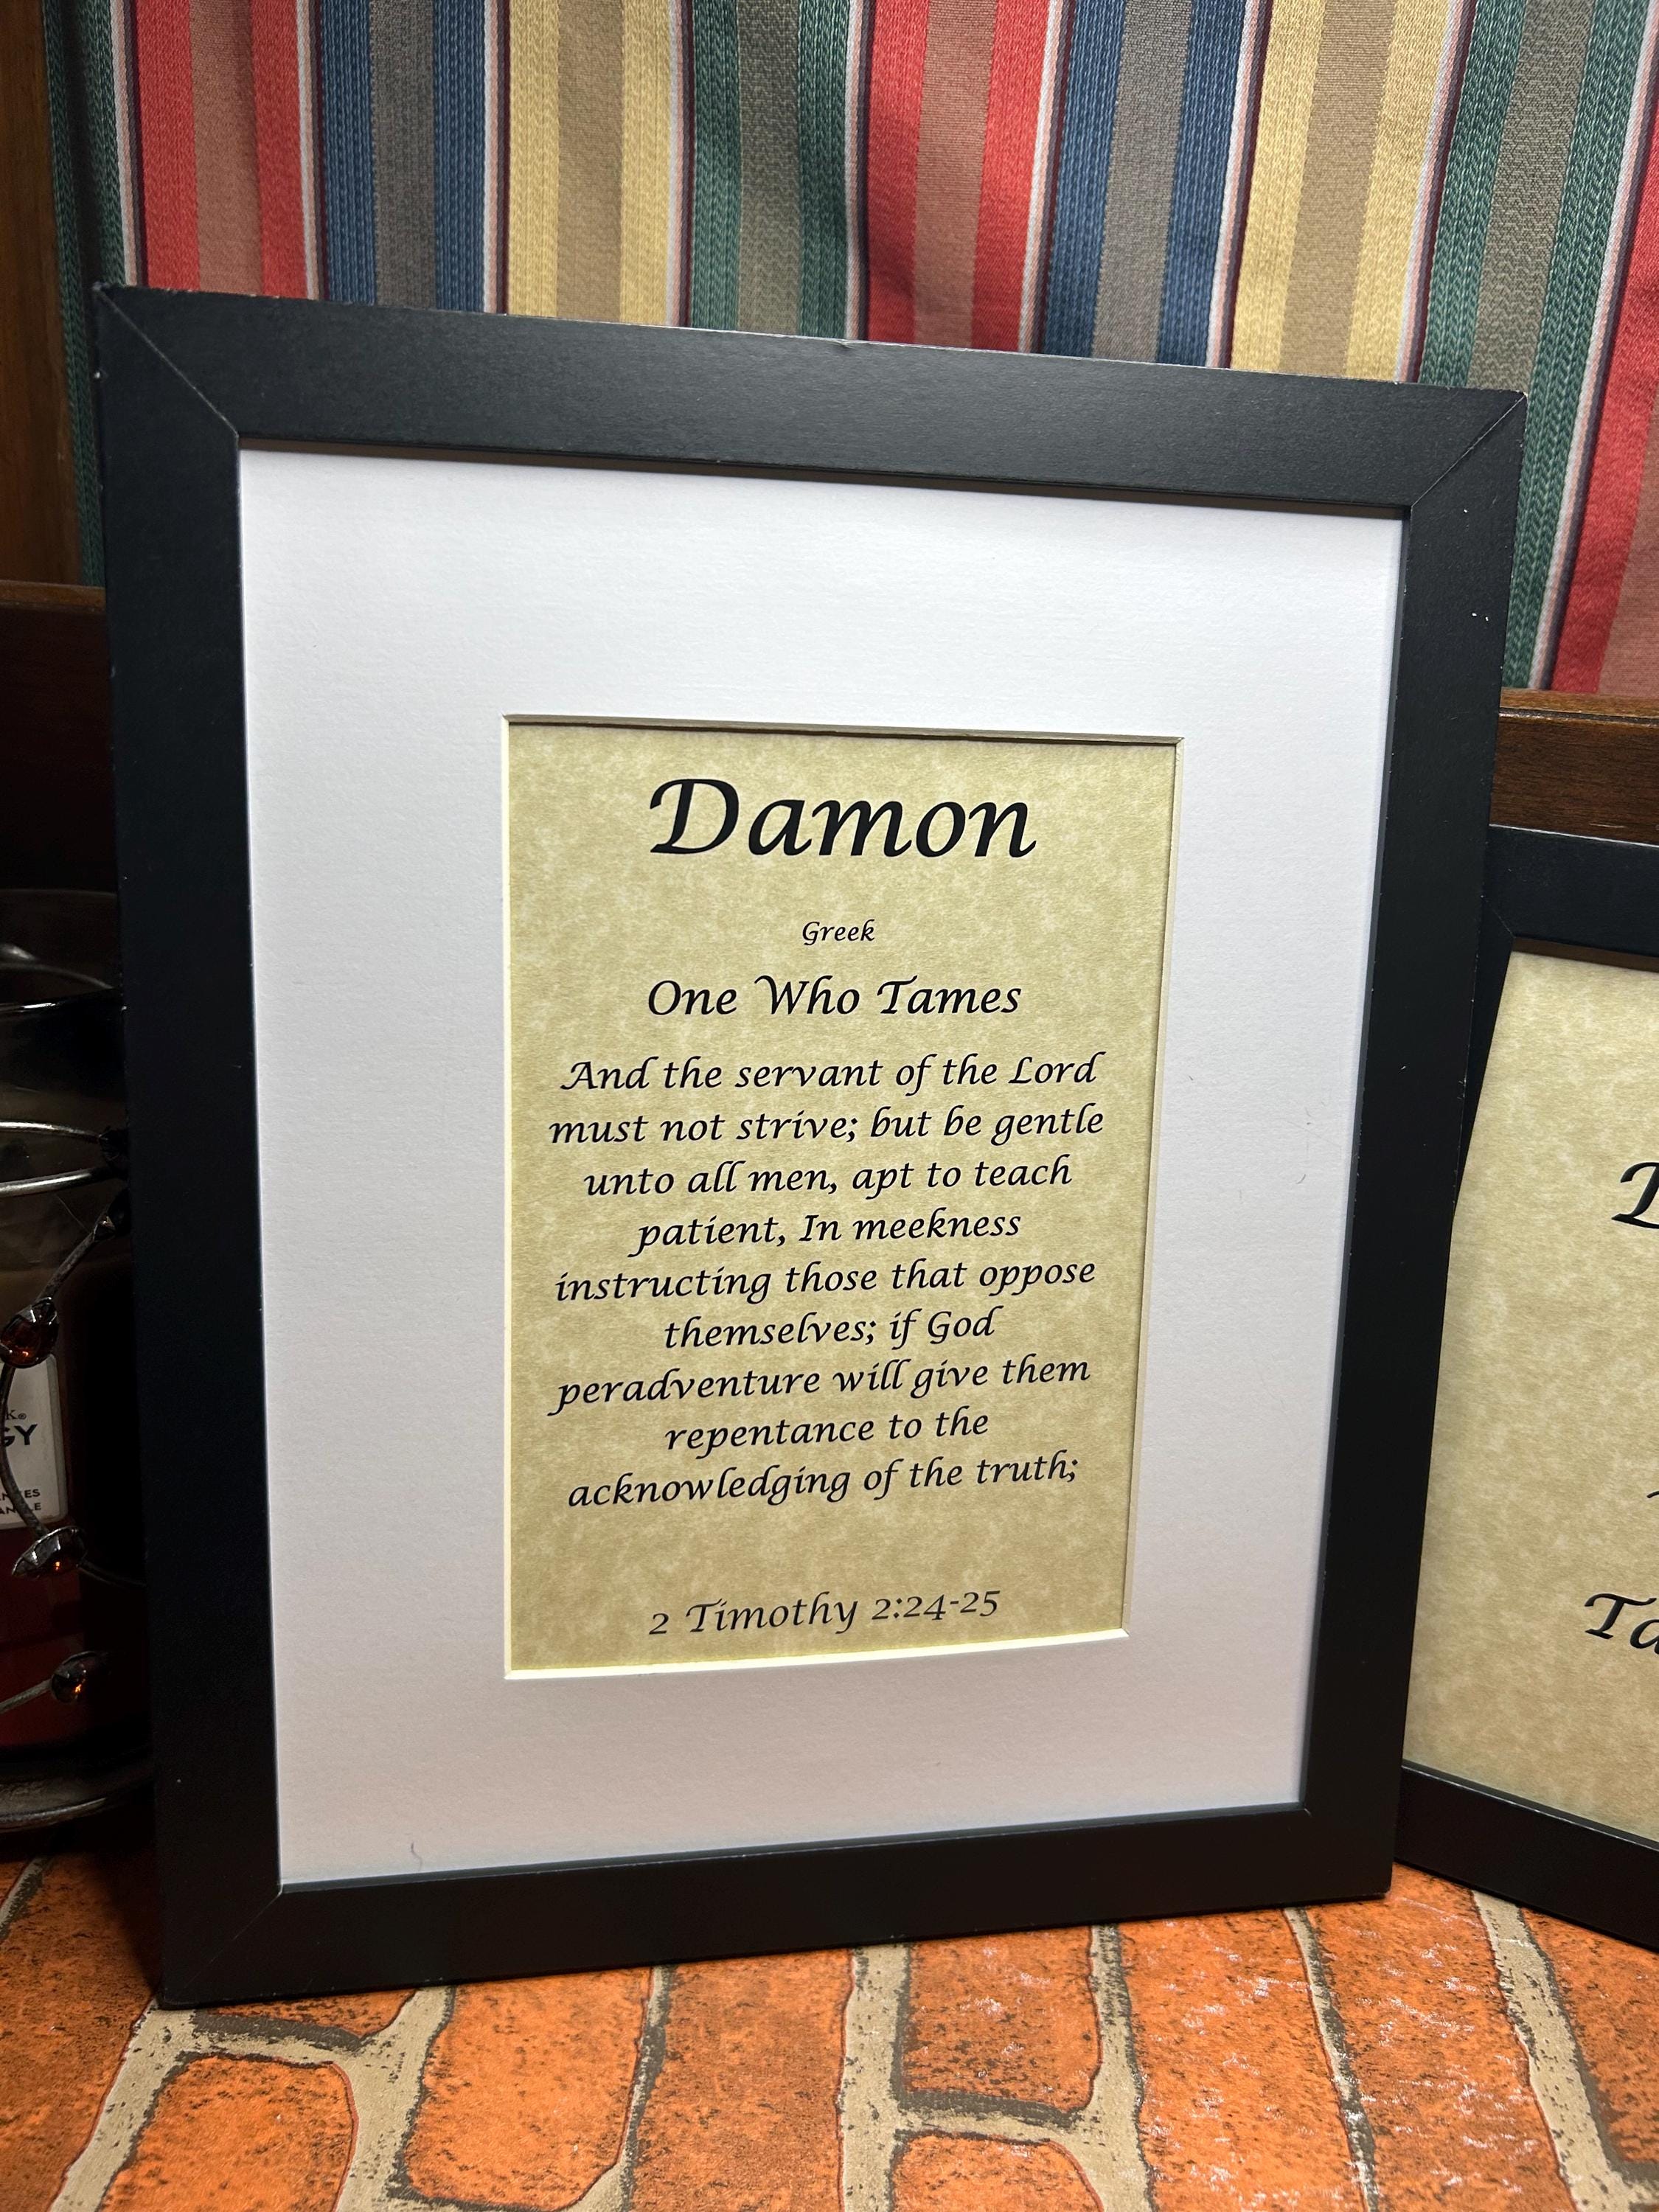 Damon
Greek
One Who Tames
And the servant of the Lord
must not strive; but be gentle
unto all men, apt to teach
patient, In meekness
instructing those that oppose
themselves; if God
peradventure will give them
repentance to the
acknowledging of the truth;
2 Timothy 2:24-25